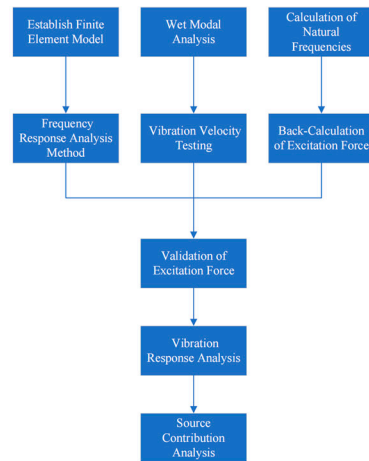 Establish Finite
Element Model
Wet Modal
Analysis
Calculation of
Natural
Frequencies
Frequency
Response Analysis
Method
Vibration Velocity
Testing
Back-Calculation
of Excitation Force
Validation of
Excitation Force
Vibration
Response Analysis
Source
Contribution
Analysis